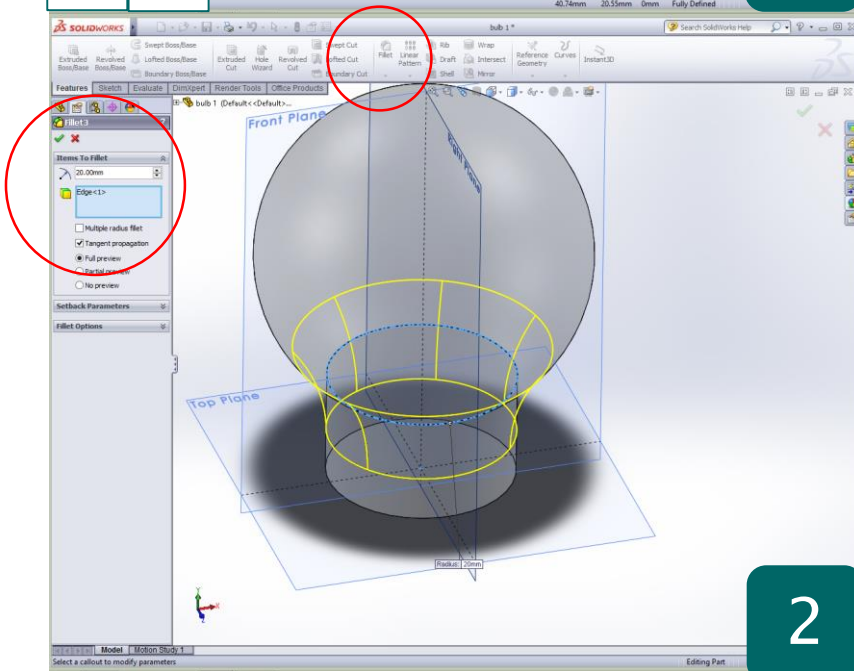 40.74mm 20.55mm 0mm Fully Defined
SOLIDWORKS
bub 1 *
Search SolidWorks Help
Extruded Boss/Base
Revolved Boss/Base
Swept Boss/Base
Lofted Boss/Base
Boundary Boss/Base
Extruded Cut
Hole Wizard
Revolved Cut
Swept Cut
Lofted Cut
Boundary Cut
Fillet
Linear Pattern
Rib
Draft
Shell
Wrap
Intersect
Mirror
Reference Geometry
Curves
Instant3D
Features Sketch Evaluate DimXpert Render Tools Office Products
bulb 1 (Default<<Default>...
Fillet3
?
Items To Fillet
20.00mm
Edge<1>
Multiple radius fillet
Tangent propagation
Full preview
Partial preview
No preview
Setback Parameters
Fillet Options
Front Plane
Right Plane
Top Plane
Radius: 20mm
Model Motion Study 1
Select a callout to modify parameters
Editing Part
2